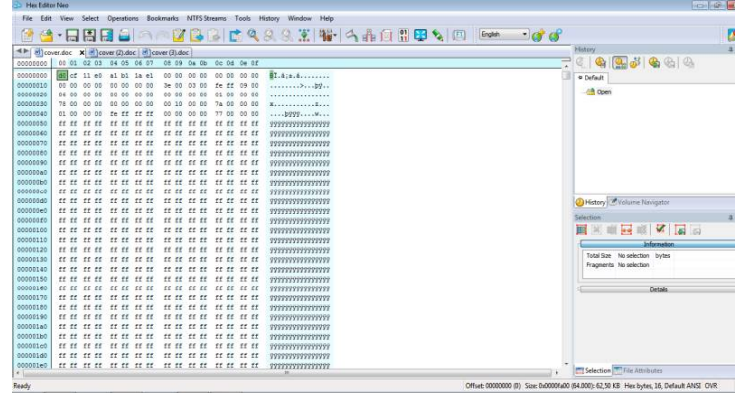 Hex Editor Neo
File Edit View Select Operations Bookmarks NTFS Streams Tools History Window Help
English
cover.doc cover (2).doc cover (3).doc
00000000 00 01 02 03 04 05 06 07 08 09 0a 0b 0c 0d 0e 0f
00000000 d0 cf 11 e0 a1 b1 1a e1 00 00 00 00 00 00 00 00
00000010 00 00 00 00 00 00 00 00 3e 00 03 00 fe ff 09 00
00000020 06 00 00 00 00 00 00 00 00 00 00 00 01 00 00 00
00000030 78 00 00 00 00 00 00 00 00 10 00 00 7a 00 00 00
00000040 01 00 00 00 fe ff ff ff 00 00 00 00 77 00 00 00
00000050 ff ff ff ff ff ff ff ff ff ff ff ff ff ff ff ff ÿÿÿÿÿÿÿÿÿÿÿÿÿÿÿÿ
00000060 ff ff ff ff ff ff ff ff ff ff ff ff ff ff ff ff ÿÿÿÿÿÿÿÿÿÿÿÿÿÿÿÿ
00000070 ff ff ff ff ff ff ff ff ff ff ff ff ff ff ff ff ÿÿÿÿÿÿÿÿÿÿÿÿÿÿÿÿ
00000080 ff ff ff ff ff ff ff ff ff ff ff ff ff ff ff ff ÿÿÿÿÿÿÿÿÿÿÿÿÿÿÿÿ
00000090 ff ff ff ff ff ff ff ff ff ff ff ff ff ff ff ff ÿÿÿÿÿÿÿÿÿÿÿÿÿÿÿÿ
000000a0 ff ff ff ff ff ff ff ff ff ff ff ff ff ff ff ff ÿÿÿÿÿÿÿÿÿÿÿÿÿÿÿÿ
000000b0 ff ff ff ff ff ff ff ff ff ff ff ff ff ff ff ff ÿÿÿÿÿÿÿÿÿÿÿÿÿÿÿÿ
000000c0 ff ff ff ff ff ff ff ff ff ff ff ff ff ff ff ff ÿÿÿÿÿÿÿÿÿÿÿÿÿÿÿÿ
000000d0 ff ff ff ff ff ff ff ff ff ff ff ff ff ff ff ff ÿÿÿÿÿÿÿÿÿÿÿÿÿÿÿÿ
000000e0 ff ff ff ff ff ff ff ff ff ff ff ff ff ff ff ff ÿÿÿÿÿÿÿÿÿÿÿÿÿÿÿÿ
000000f0 ff ff ff ff ff ff ff ff ff ff ff ff ff ff ff ff ÿÿÿÿÿÿÿÿÿÿÿÿÿÿÿÿ
00000100 ff ff ff ff ff ff ff ff ff ff ff ff ff ff ff ff ÿÿÿÿÿÿÿÿÿÿÿÿÿÿÿÿ
00000110 ff ff ff ff ff ff ff ff ff ff ff ff ff ff ff ff ÿÿÿÿÿÿÿÿÿÿÿÿÿÿÿÿ
00000120 ff ff ff ff ff ff ff ff ff ff ff ff ff ff ff ff ÿÿÿÿÿÿÿÿÿÿÿÿÿÿÿÿ
00000130 ff ff ff ff ff ff ff ff ff ff ff ff ff ff ff ff ÿÿÿÿÿÿÿÿÿÿÿÿÿÿÿÿ
00000140 ff ff ff ff ff ff ff ff ff ff ff ff ff ff ff ff ÿÿÿÿÿÿÿÿÿÿÿÿÿÿÿÿ
00000150 ff ff ff ff ff ff ff ff ff ff ff ff ff ff ff ff ÿÿÿÿÿÿÿÿÿÿÿÿÿÿÿÿ
00000160 ff ff ff ff ff ff ff ff ff ff ff ff ff ff ff ff ÿÿÿÿÿÿÿÿÿÿÿÿÿÿÿÿ
00000170 ff ff ff ff ff ff ff ff ff ff ff ff ff ff ff ff ÿÿÿÿÿÿÿÿÿÿÿÿÿÿÿÿ
00000180 ff ff ff ff ff ff ff ff ff ff ff ff ff ff ff ff ÿÿÿÿÿÿÿÿÿÿÿÿÿÿÿÿ
00000190 ff ff ff ff ff ff ff ff ff ff ff ff ff ff ff ff ÿÿÿÿÿÿÿÿÿÿÿÿÿÿÿÿ
000001a0 ff ff ff ff ff ff ff ff ff ff ff ff ff ff ff ff ÿÿÿÿÿÿÿÿÿÿÿÿÿÿÿÿ
000001b0 ff ff ff ff ff ff ff ff ff ff ff ff ff ff ff ff ÿÿÿÿÿÿÿÿÿÿÿÿÿÿÿÿ
000001c0 ff ff ff ff ff ff ff ff ff ff ff ff ff ff ff ff ÿÿÿÿÿÿÿÿÿÿÿÿÿÿÿÿ
000001d0 ff ff ff ff ff ff ff ff ff ff ff ff ff ff ff ff ÿÿÿÿÿÿÿÿÿÿÿÿÿÿÿÿ
000001e0 ff ff ff ff ff ff ff ff ff ff ff ff ff ff ff ff ÿÿÿÿÿÿÿÿÿÿÿÿÿÿÿÿ
History
Default
Open
History Volume Navigator
Selection
Information
Total Size No selection bytes
Fragments No selection
Details
Selection File Attributes
Ready Offset: 00000000 (0) Size: 0x0000fa00 (64.000): 62,50 KB Hex bytes, 16, Default ANSI OVR